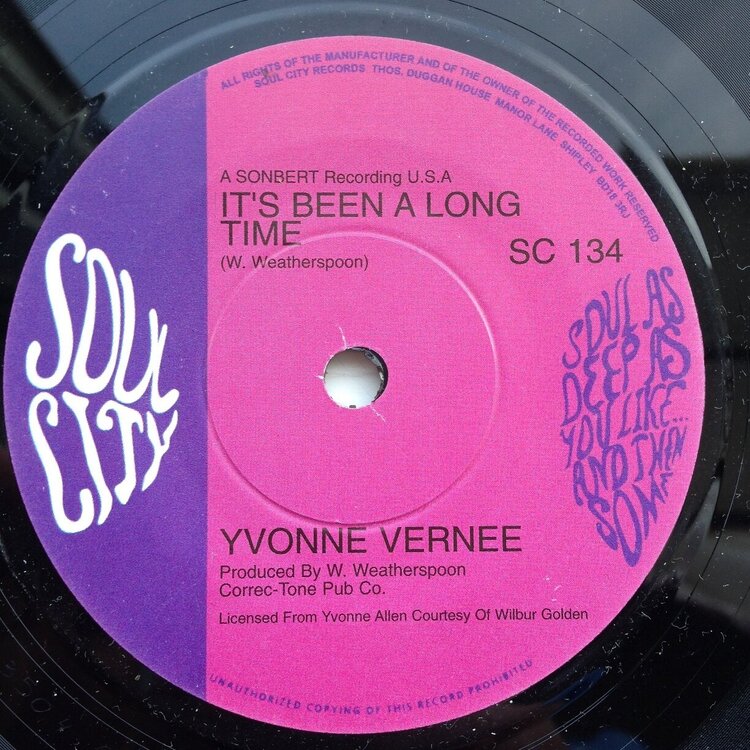 ALL RIGHTS OF THE MANUFACTURER AND OF THE OWNER OF THE RECORDED WORK RESERVED
SOUL CITY RECORDS THOS. DUGGAN HOUSE MANOR LANE SHIPLEY BD18 3RJ
A SONBERT Recording U.S.A
IT'S BEEN A LONG
TIME
(W. Weatherspoon)
SC 134
SOUL
CITY
SOUL AS
DEEP AS
YOU LIKE...
AND THEN
SOME
YVONNE VERNEE
Produced By W. Weatherspoon
Correc-Tone Pub Co.
Licensed From Yvonne Allen Courtesy Of Wilbur Golden
UNAUTHORIZED COPYING OF THIS RECORD PROHIBITED